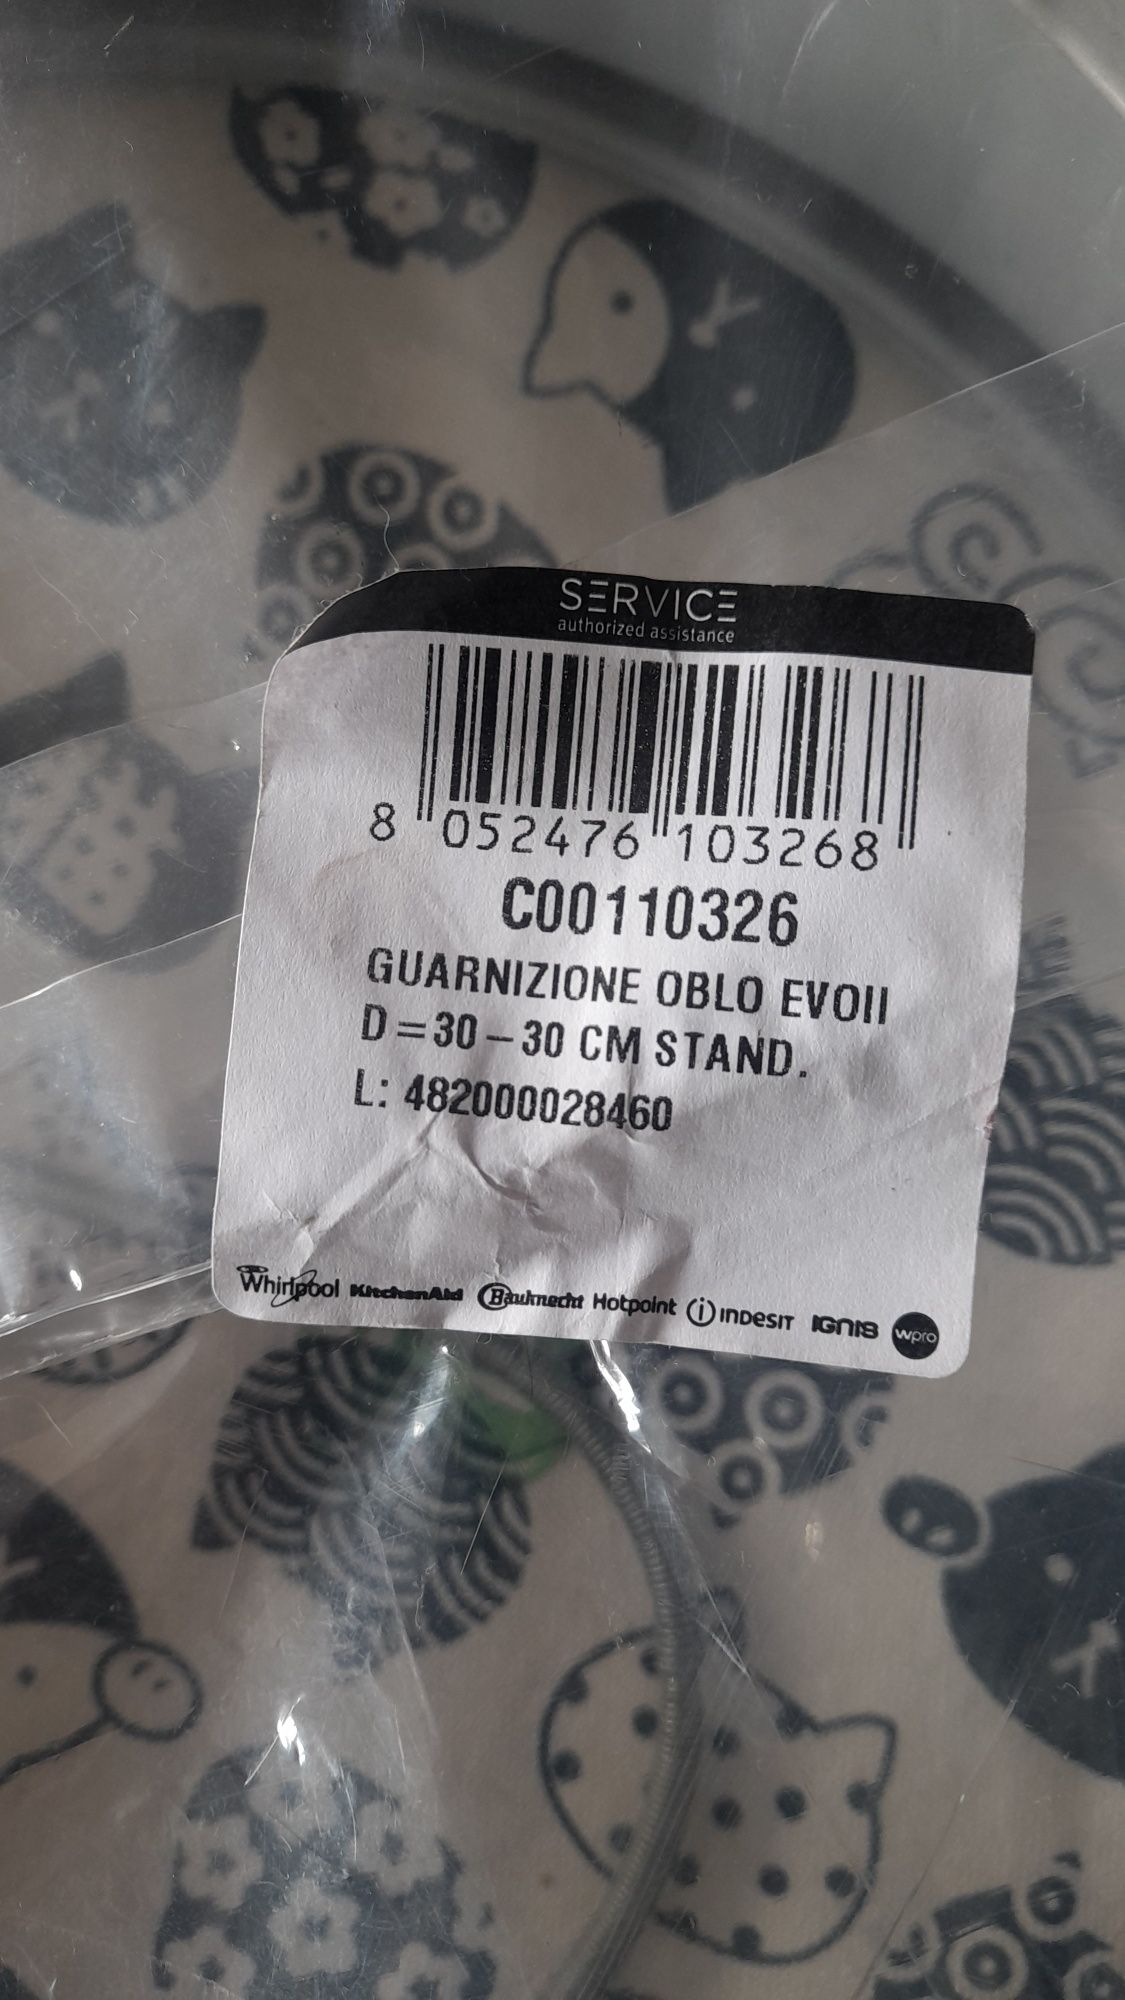 SERVICE
authorized assistance
8 052476 103268
C00110326
GUARNIZIONE OBLO EVOII
D=30-30 CM STAND.
L: 482000028460
Whirlpool KitchenAid Bauknecht Hotpoint i INDESIT IGNIS wpro